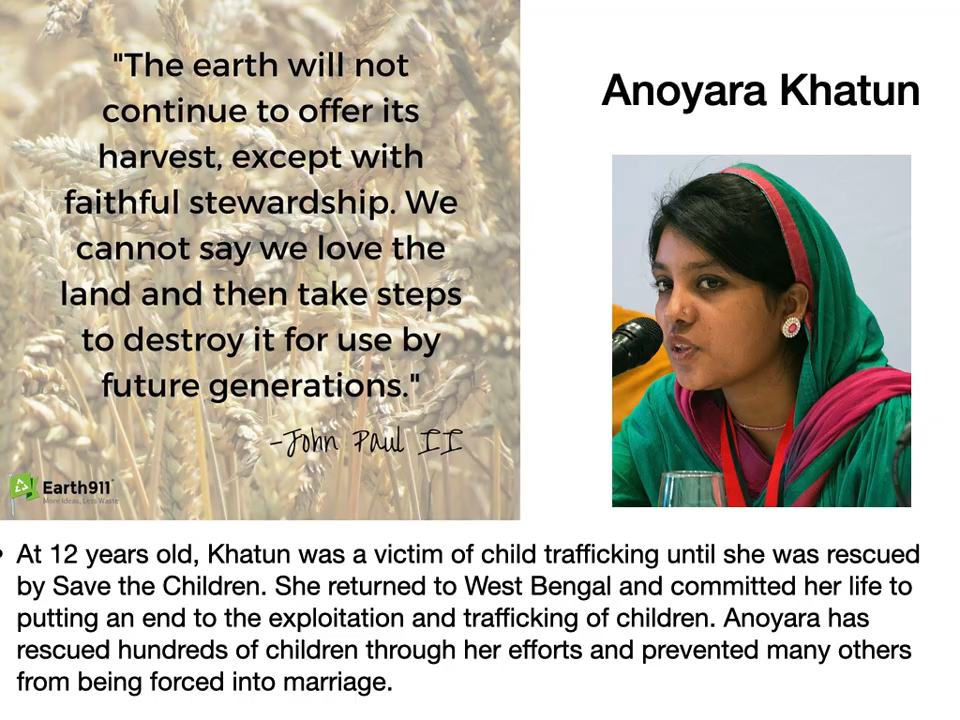 "The earth will not
continue to offer its
harvest, except with
faithful stewardship. We
cannot say we love the
land and then take steps
to destroy it for use by
future generations."
-John Paul II
Earth911
More Ideas, Less Waste
Anoyara Khatun
• At 12 years old, Khatun was a victim of child trafficking until she was rescued
by Save the Children. She returned to West Bengal and committed her life to
putting an end to the exploitation and trafficking of children. Anoyara has
rescued hundreds of children through her efforts and prevented many others
from being forced into marriage.